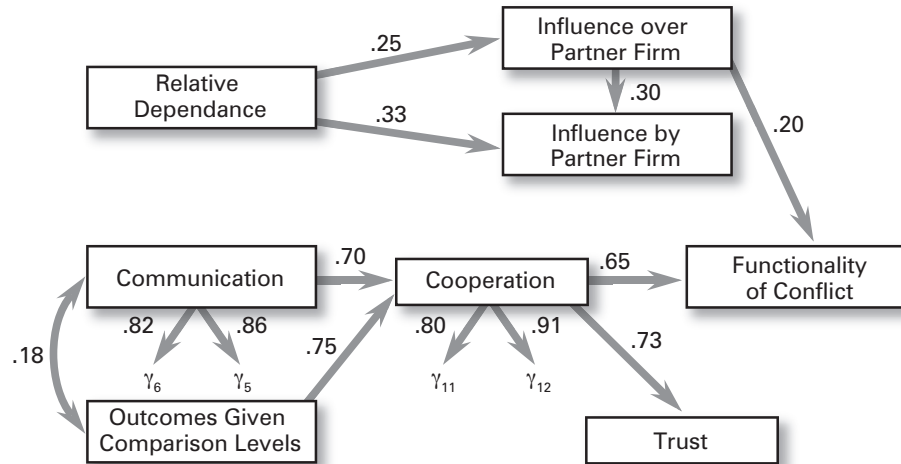 Influence over
Partner Firm
.25
Relative
Dependance
.30
.33
.20
Influence by
Partner Firm
.70
.65
Communication
Cooperation
Functionality
of Conflict
.82
.86
.80
.91
.18
.75
.73
γ6
γ5
γ11
γ12
Outcomes Given
Comparison Levels
Trust